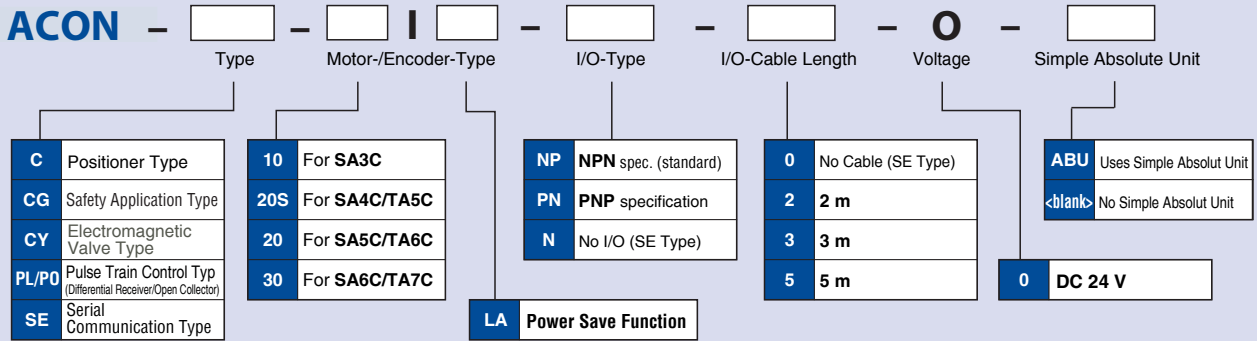 ACON – – I – – – O –
Type Motor-/Encoder-Type I/O-Type I/O-Cable Length Voltage Simple Absolute Unit
C Positioner Type
CG Safety Application Type
CY Electromagnetic
Valve Type
PL/PO Pulse Train Control Typ
(Differential Receiver/Open Collector)
SE Serial
Communication Type
10 For SA3C
20S For SA4C/TA5C
20 For SA5C/TA6C
30 For SA6C/TA7C
LA Power Save Function
NP NPN spec. (standard)
PN PNP specification
N No I/O (SE Type)
0 No Cable (SE Type)
2 2 m
3 3 m
5 5 m
0 DC 24 V
ABU Uses Simple Absolut Unit
<blank> No Simple Absolut Unit